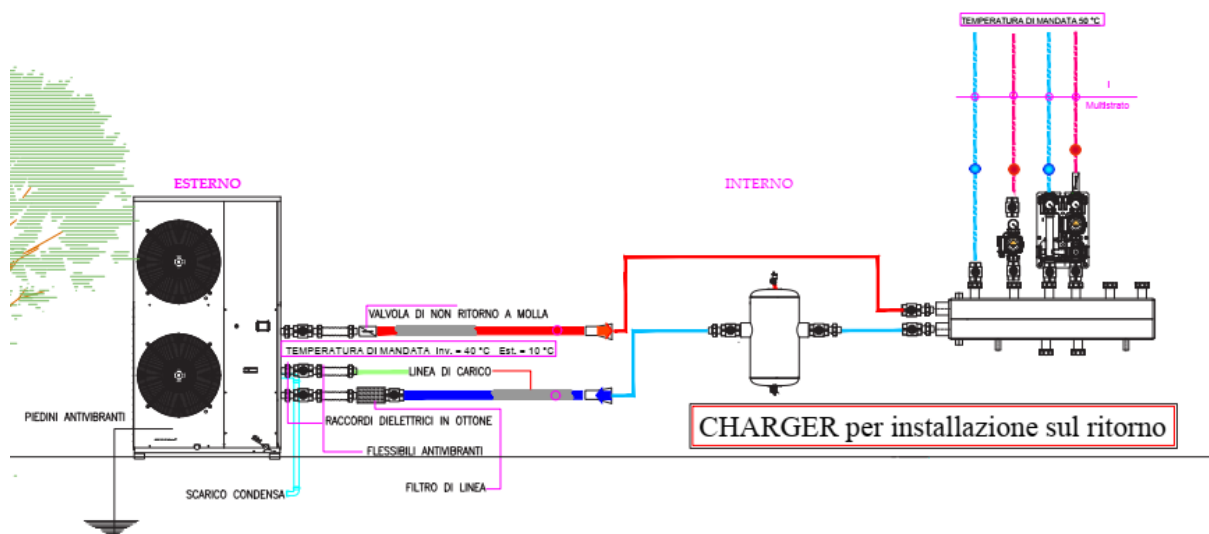 TEMPERATURA DI MANDATA 50 °C
I
Multistrato
ESTERNO
INTERNO
VALVOLA DI NON RITORNO A MOLLA
TEMPERATURA DI MANDATA Inv. = 40 °C Est. = 10 °C
LINEA DI CARICO
PIEDINI ANTIVIBRANTI
RACCORDI DIELETTRICI IN OTTONE
CHARGER per installazione sul ritorno
FLESSIBILI ANTIVIBRANTI
SCARICO CONDENSA
FILTRO DI LINEA